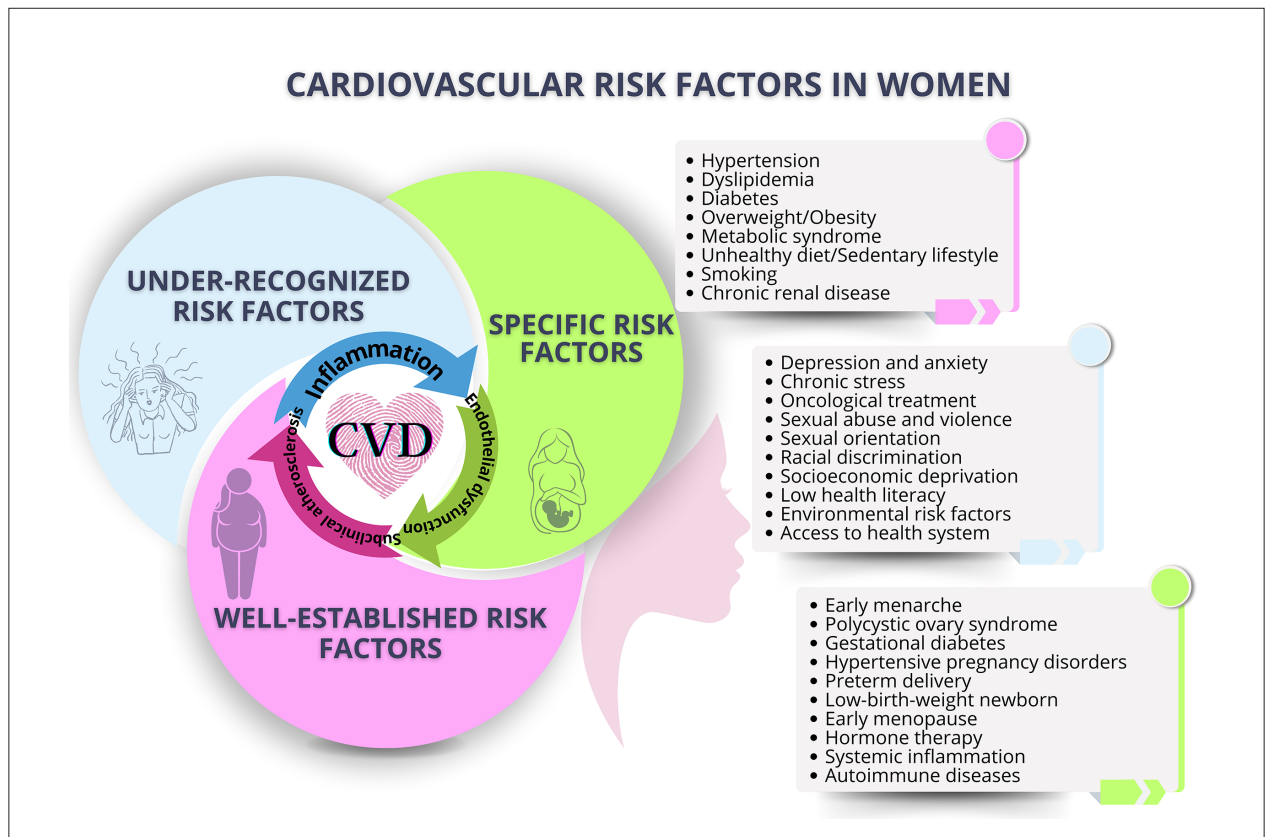 CARDIOVASCULAR RISK FACTORS IN WOMEN
UNDER-RECOGNIZED
RISK FACTORS
SPECIFIC RISK
FACTORS
WELL-ESTABLISHED RISK
FACTORS
Inflammation
Endothelial dysfunction
Subclinical atherosclerosis
CVD
• Hypertension
• Dyslipidemia
• Diabetes
• Overweight/Obesity
• Metabolic syndrome
• Unhealthy diet/Sedentary lifestyle
• Smoking
• Chronic renal disease
• Depression and anxiety
• Chronic stress
• Oncological treatment
• Sexual abuse and violence
• Sexual orientation
• Racial discrimination
• Socioeconomic deprivation
• Low health literacy
• Environmental risk factors
• Access to health system
• Early menarche
• Polycystic ovary syndrome
• Gestational diabetes
• Hypertensive pregnancy disorders
• Preterm delivery
• Low-birth-weight newborn
• Early menopause
• Hormone therapy
• Systemic inflammation
• Autoimmune diseases